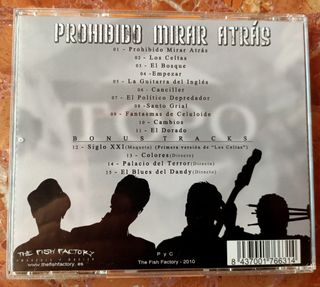 PROHIBIDO MIRAR ATRÁS
01 - Prohibido Mirar Atrás
02 - Los Celtas
03 - El Bosque
04 -Empezar
05 - La Guitarra del Inglés
06 - Canciller
07 - El Político Depredador
08 -Santo Grial
09 - Fantasmas de Celuloide
10 - Cambios
11 - El Dorado
BONUS TRACKS
12 - Siglo XXI(Maqueta) (Primera versión de "Los Celtas")
13 - Colores(Directo)
14 - Palacio del Terror(Directo)
15 - El Blues del Dandy(Directo)
THE FISH FACTORY
www.thefishfactory.es
P y C
The Fish Factory - 2010
8 437001 766314